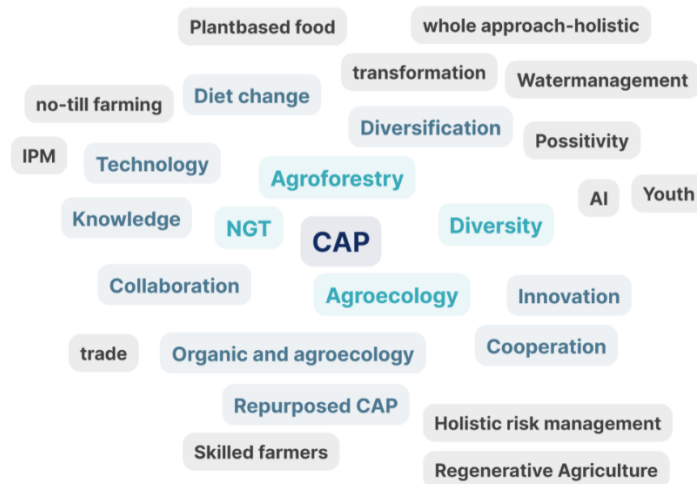 Plantbased food
whole approach-holistic
transformation
Watermanagement
no-till farming
Diet change
Diversification
Possitivity
IPM
Technology
Agroforestry
AI
Youth
Knowledge
NGT
CAP
Diversity
Collaboration
Agroecology
Innovation
trade
Organic and agroecology
Cooperation
Repurposed CAP
Holistic risk management
Skilled farmers
Regenerative Agriculture